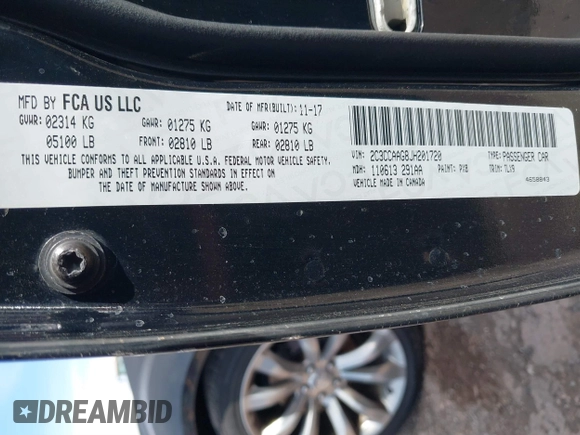 MFD BY FCA US LLC
DATE OF MFR(BUILT): 11-17
GVWR: 02314 KG
GAWR: 01275 KG
GAWR: 01275 KG
05100 LB
FRONT: 02810 LB
REAR: 02810 LB
THIS VEHICLE CONFORMS TO ALL APPLICABLE U.S.A. FEDERAL MOTOR VEHICLE SAFETY,
BUMPER AND THEFT PREVENTION STANDARDS IN EFFECT ON
THE DATE OF MANUFACTURE SHOWN ABOVE.
VIN: 2C3CCAAG8JH201720
TYPE: PASSENGER CAR
MDH: 110613 291AA
PAINT: PX8
TRIM: TLX9
VEHICLE MADE IN CANADA
4658843
DREAMBID